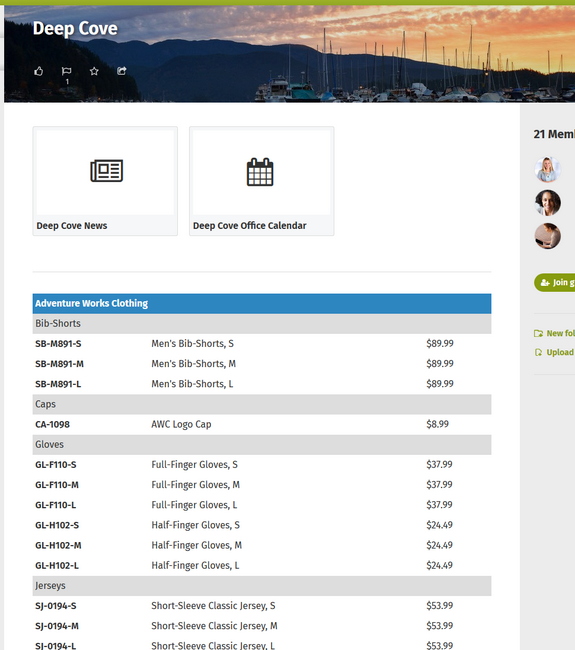 Deep Cove
1
Deep Cove News
Deep Cove Office Calendar
21
Join
New
Upload
Adventure Works Clothing
Bib-Shorts
SB-M891-S Men's Bib-Shorts, S $89.99
SB-M891-M Men's Bib-Shorts, M $89.99
SB-M891-L Men's Bib-Shorts, L $89.99
Caps
CA-1098 AWC Logo Cap $8.99
Gloves
GL-F110-S Full-Finger Gloves, S $37.99
GL-F110-M Full-Finger Gloves, M $37.99
GL-F110-L Full-Finger Gloves, L $37.99
GL-H102-S Half-Finger Gloves, S $24.49
GL-H102-M Half-Finger Gloves, M $24.49
GL-H102-L Half-Finger Gloves, L $24.49
Jerseys
SJ-0194-S Short-Sleeve Classic Jersey, S $53.99
SJ-0194-M Short-Sleeve Classic Jersey, M $53.99
SJ-0194-L Short-Sleeve Classic Jersey, L $53.99